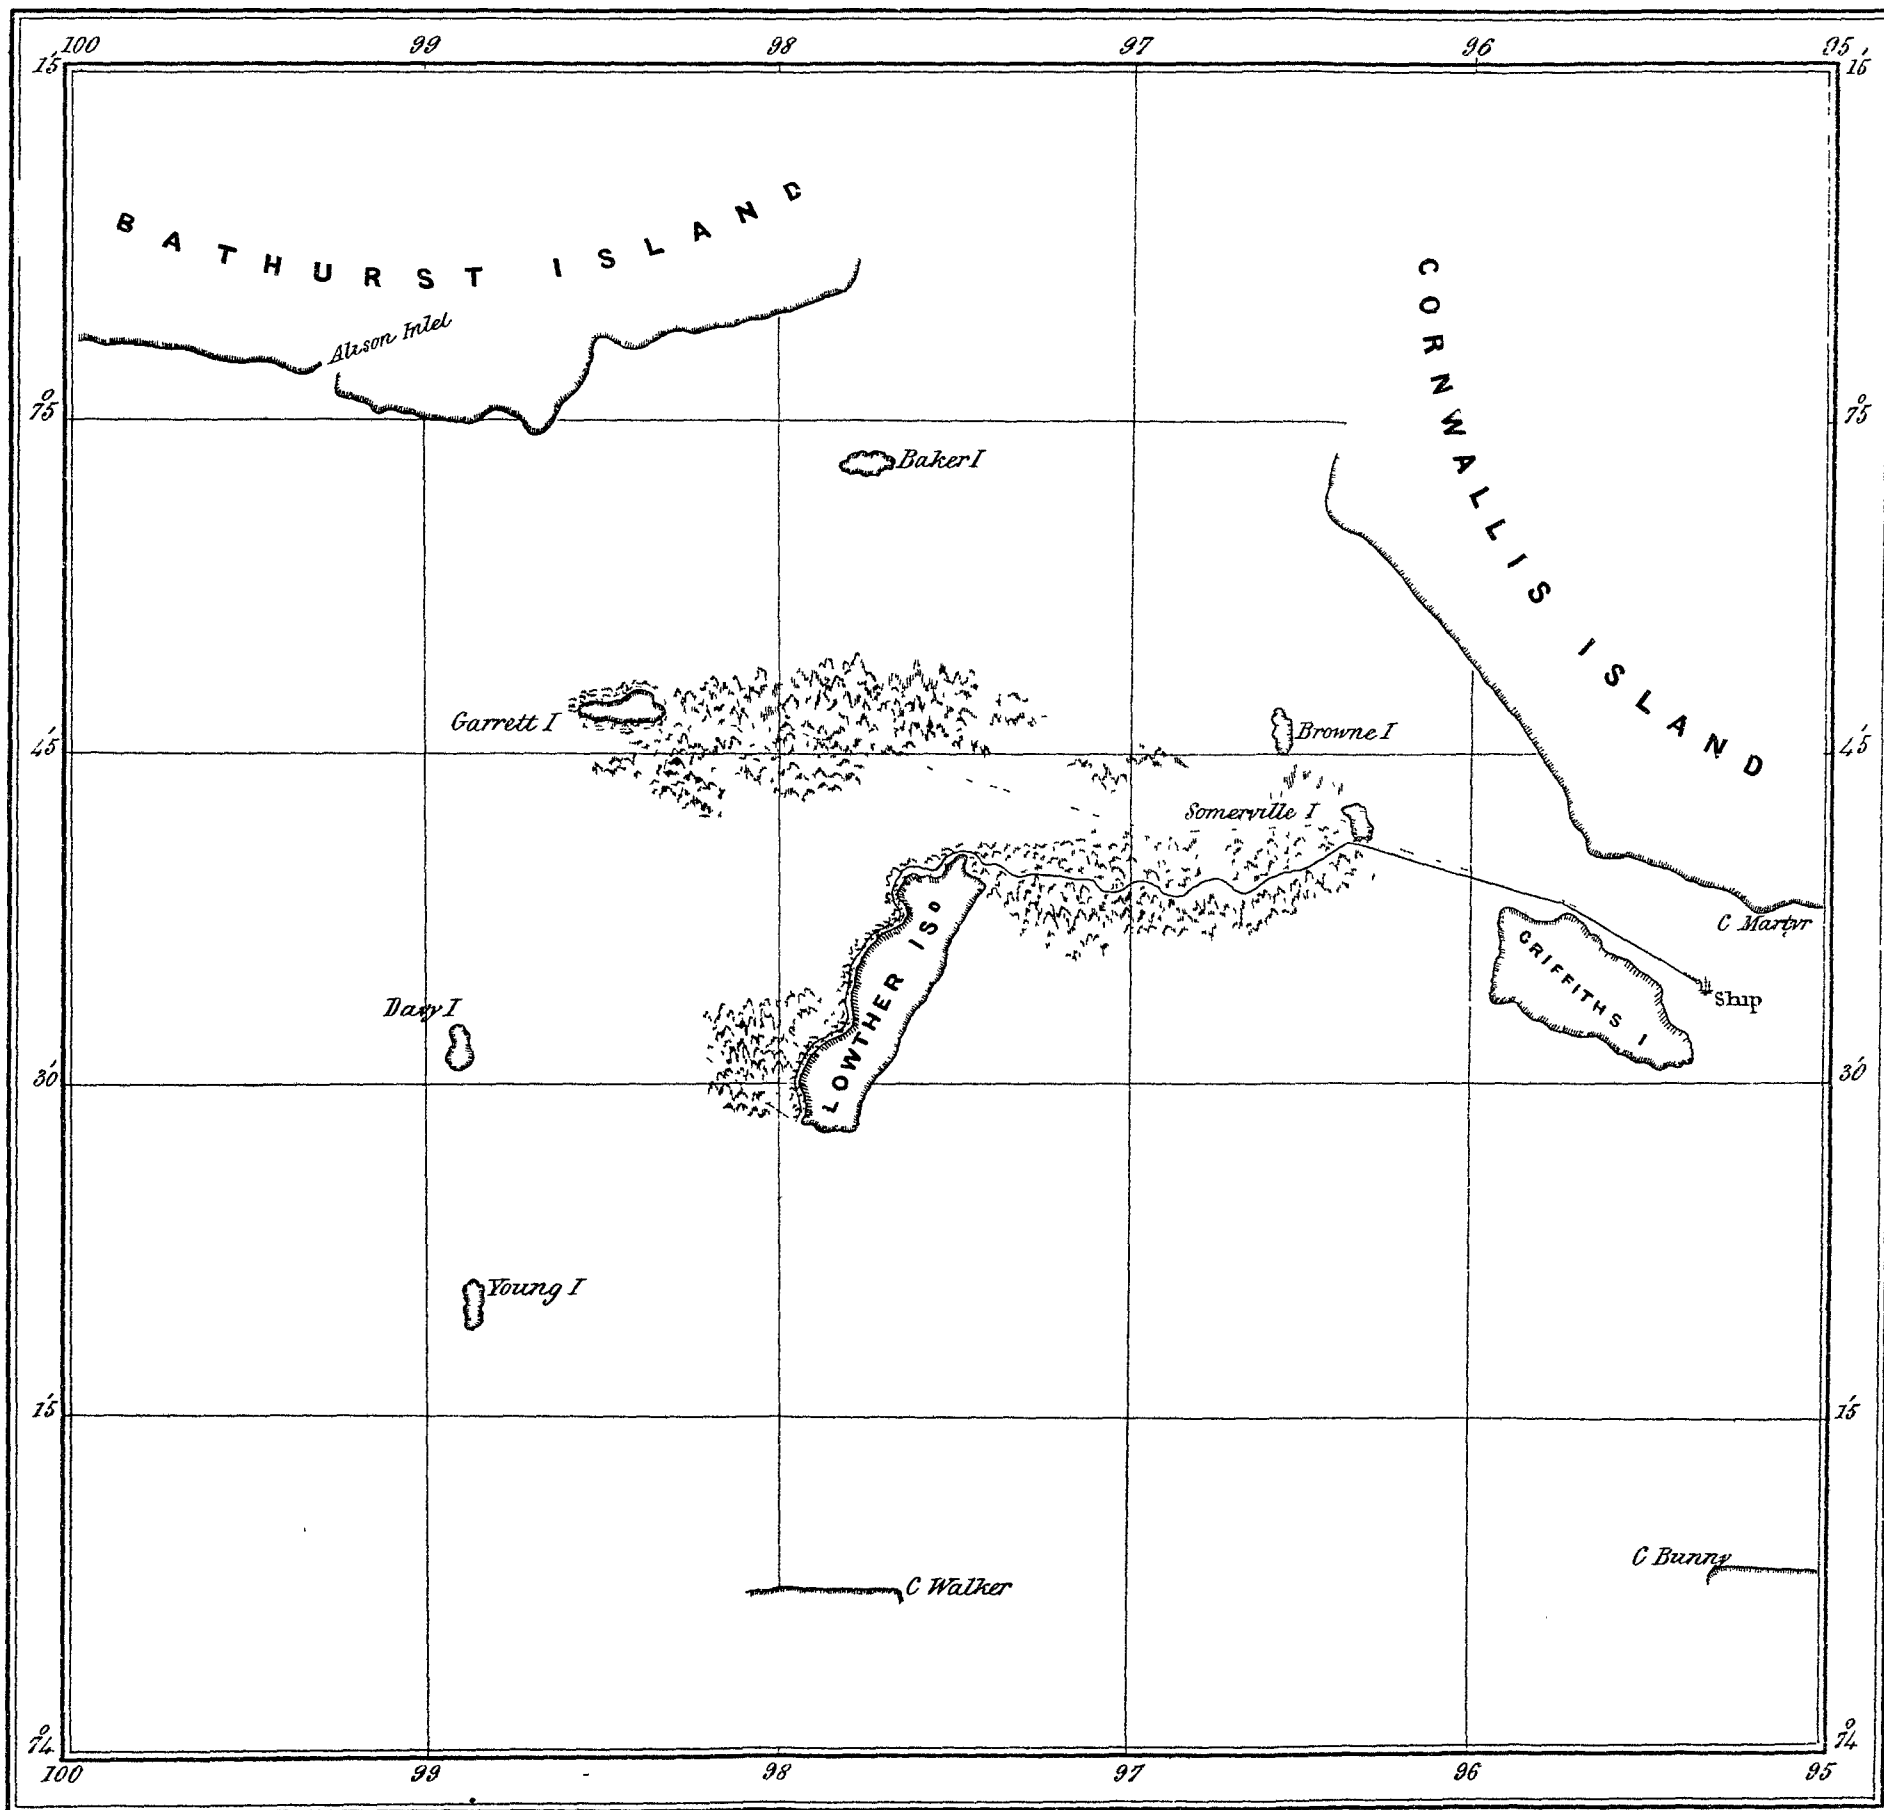 100 99 98 97 96 95
15 15
BATHURST ISLAND
CORNWALLIS ISLAND
Alison Inlet
75° 75°
Baker I
Garrett I
Browne I
45 45
Somerville I
C Martyr
LOWTHER ISD
GRIFFITHS I
Ship
Davy I
30 30
Young I
15 15
C Bunny
C Walker
74° 74°
100 99 98 97 96 95